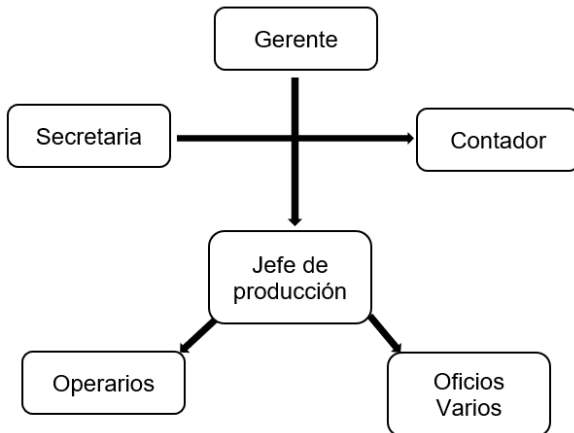 Gerente
Secretaria
Contador
Jefe de
producción
Operarios
Oficios
Varios